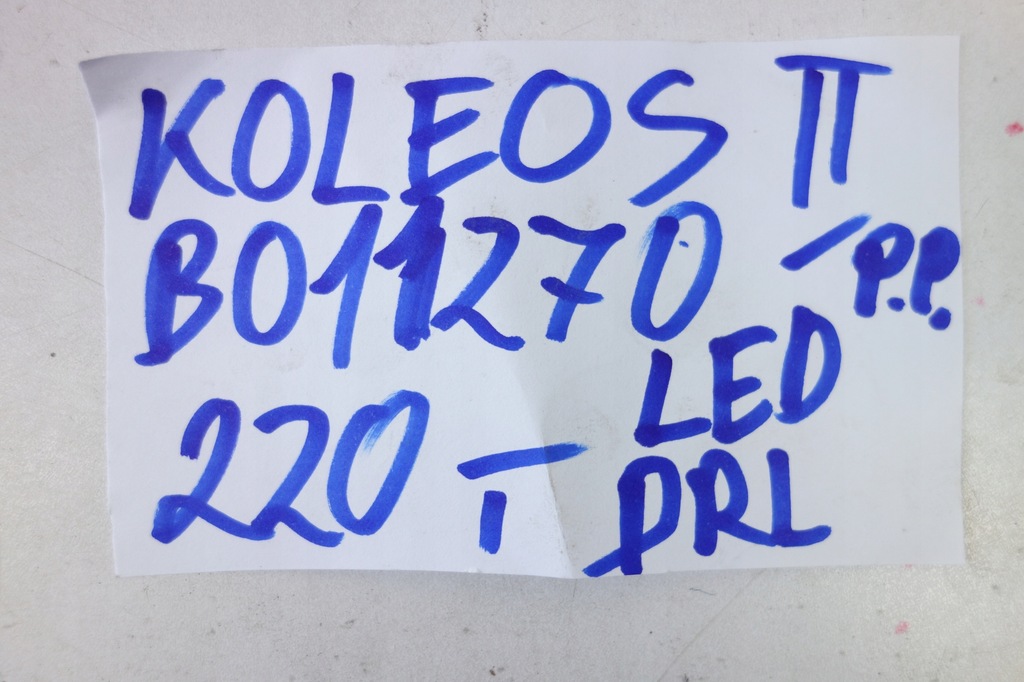 KOLEOS II
B011270 - P.P.
LED
220,-
DRL